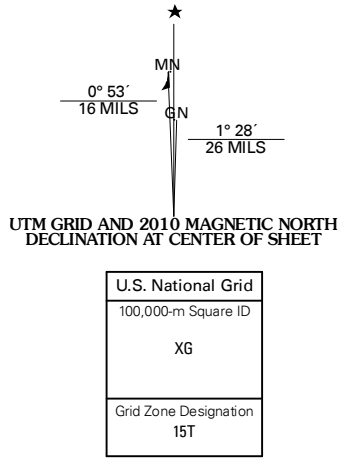 MN
0° 53´
16 MILS
GN
1° 28´
26 MILS
UTM GRID AND 2010 MAGNETIC NORTH
DECLINATION AT CENTER OF SHEET
U.S. National Grid
100,000-m Square ID
XG
Grid Zone Designation
15T